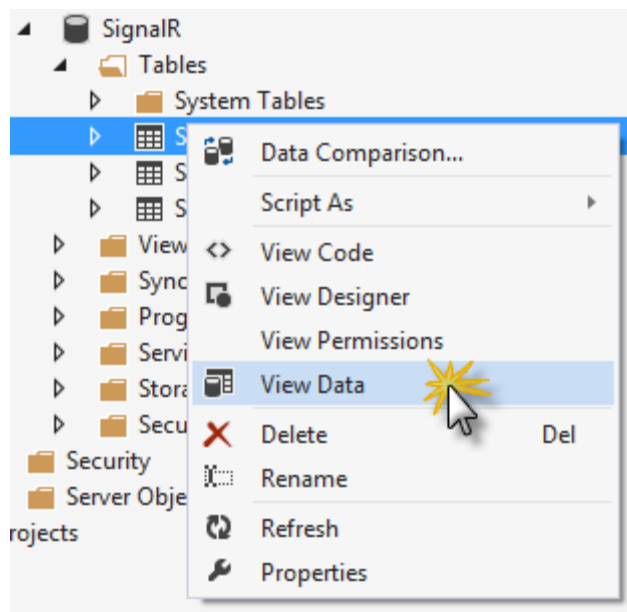 SignalR
Tables
System Tables
S
Data Comparison...
S
Script As
S
View
View Code
Sync
View Designer
Prog
View Permissions
Servi
Stora
View Data
Secu
Delete Del
Security
Rename
Server Obje
Refresh
rojects
Properties